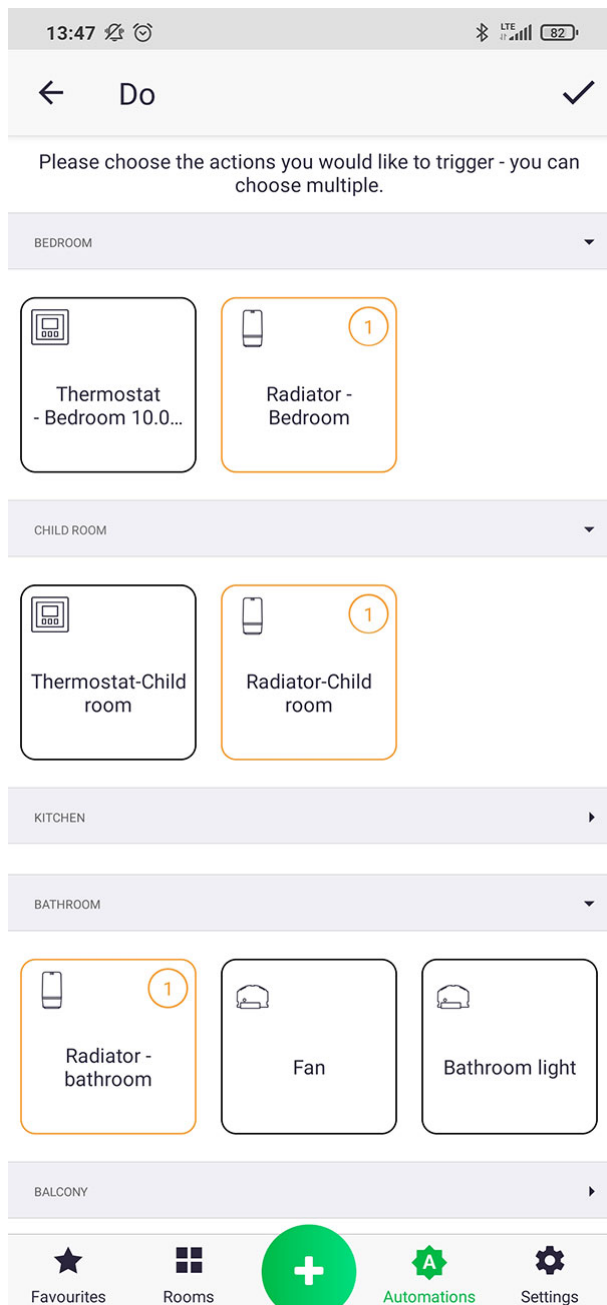 13:47 LTE 82
Do
Please choose the actions you would like to trigger - you can
choose multiple.
BEDROOM
Thermostat
- Bedroom 10.0...
1
Radiator -
Bedroom
CHILD ROOM
Thermostat-Child
room
1
Radiator-Child
room
KITCHEN
BATHROOM
1
Radiator -
bathroom
Fan
Bathroom light
BALCONY
A
Favourites Rooms Automations Settings